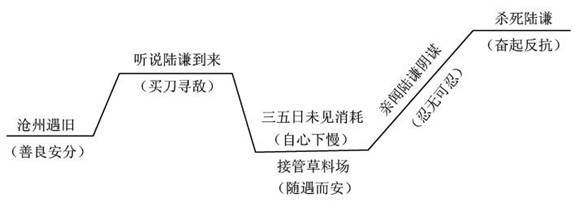 沧州遇旧
(善良安分)
听说陆谦到来
(买刀寻敌)
三五日未见消耗
(自心下慢)
接管草料场
(随遇而安)
亲闻陆谦阴谋
(忍无可忍)
杀死陆谦
(奋起反抗)